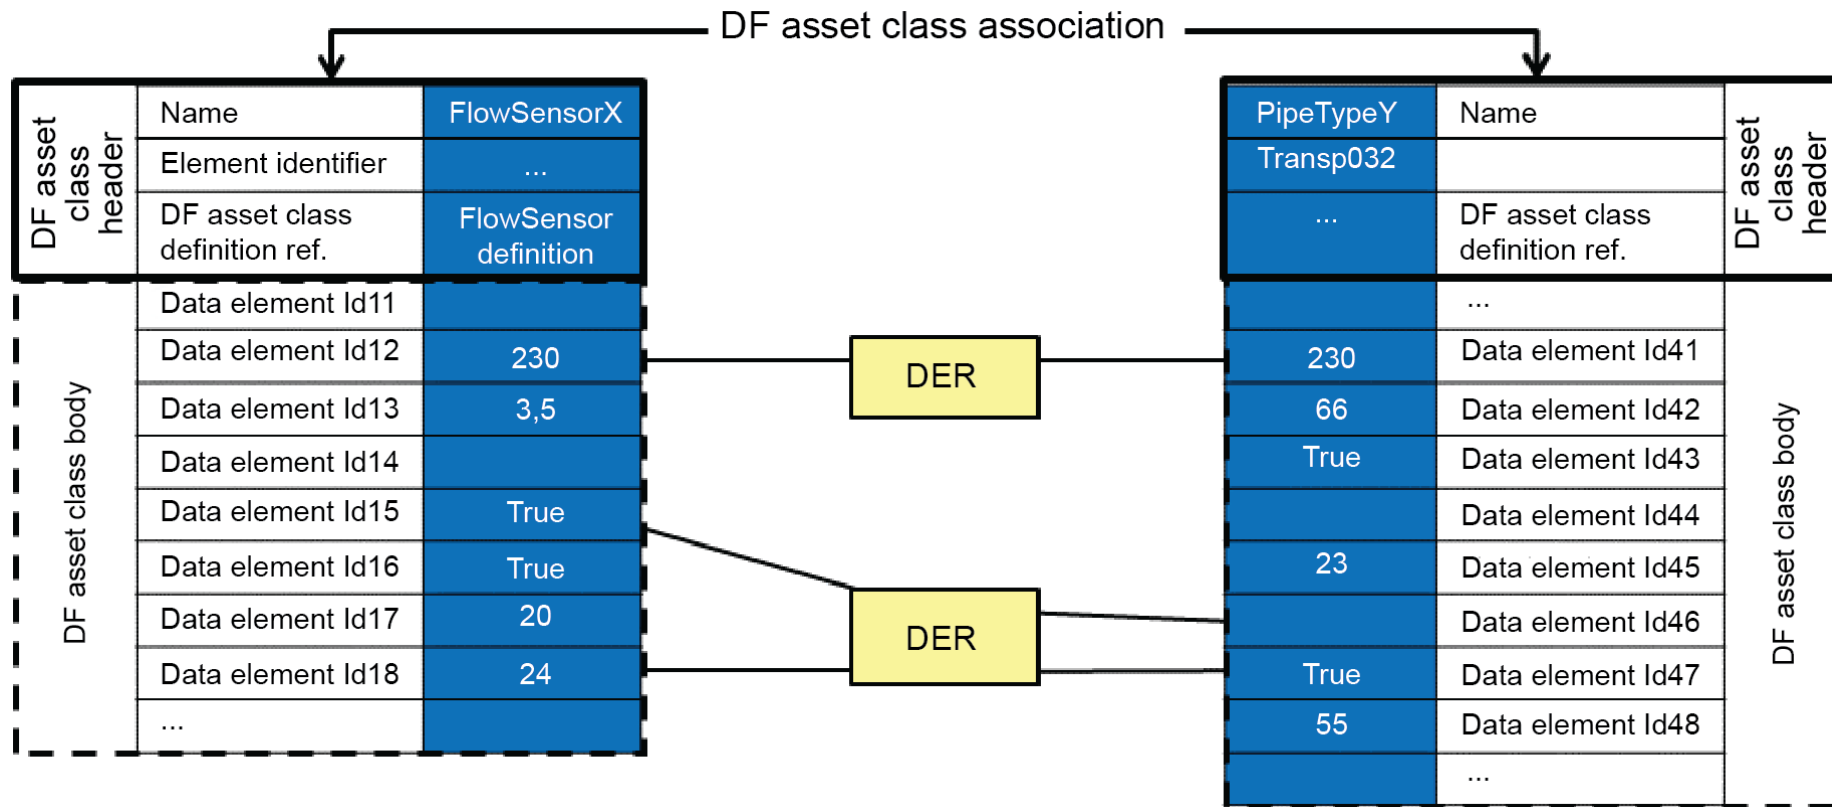 DF asset class association
DF asset
class
header
Name
FlowSensorX
Element identifier
...
DF asset class
definition ref.
FlowSensor
definition
DF asset class body
Data element Id11
Data element Id12
230
Data element Id13
3,5
Data element Id14
Data element Id15
True
Data element Id16
True
Data element Id17
20
Data element Id18
24
...
DER
DER
PipeTypeY
Name
Transp032
...
DF asset class
definition ref.
DF asset
class
header
...
230
Data element Id41
66
Data element Id42
True
Data element Id43
Data element Id44
23
Data element Id45
Data element Id46
True
Data element Id47
55
Data element Id48
...
DF asset class body